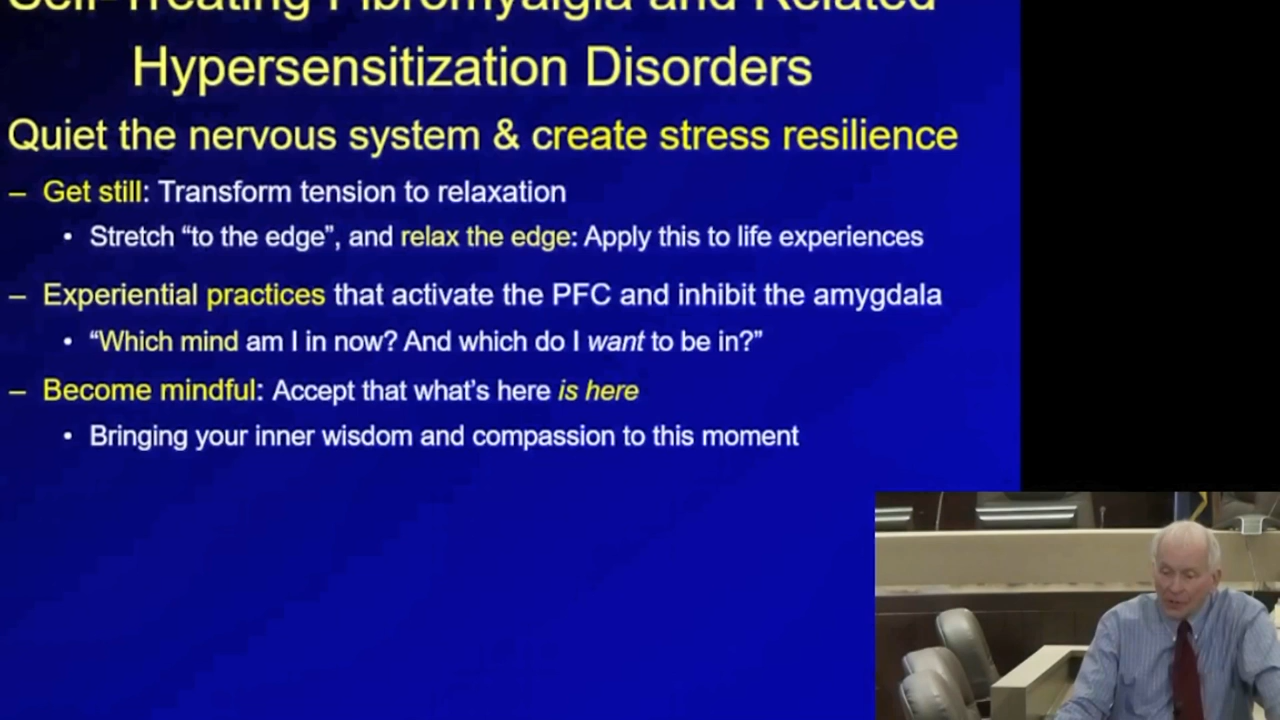 Self-Treating Fibromyalgia and Related
Hypersensitization Disorders
Quiet the nervous system & create stress resilience
– Get still: Transform tension to relaxation
• Stretch “to the edge”, and relax the edge: Apply this to life experiences
– Experiential practices that activate the PFC and inhibit the amygdala
• “Which mind am I in now? And which do I want to be in?”
– Become mindful: Accept that what’s here is here
• Bringing your inner wisdom and compassion to this moment